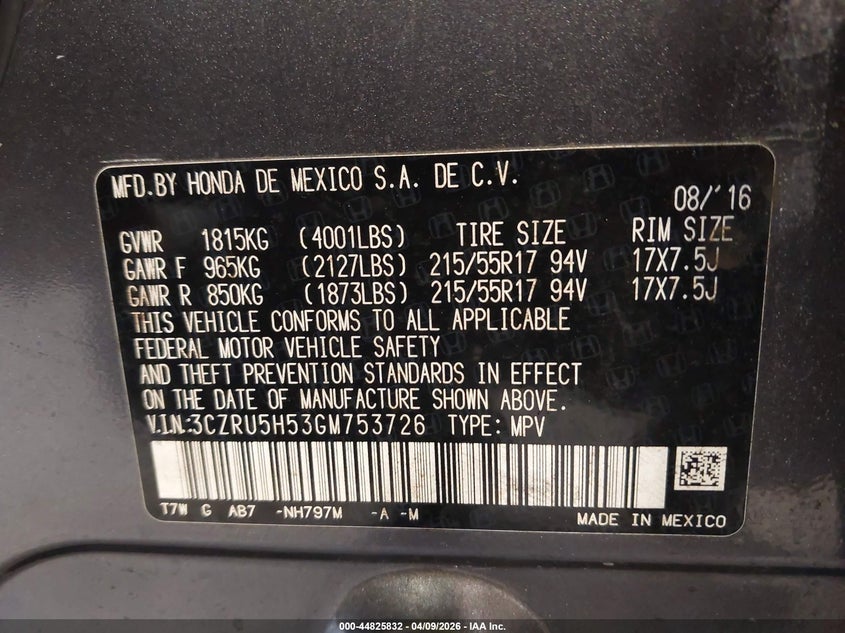 MFD.BY HONDA DE MEXICO S.A. DE C.V.
08/'16
GVWR 1815KG (4001LBS) TIRE SIZE RIM SIZE
GAWR F 965KG (2127LBS) 215/55R17 94V 17X7.5J
GAWR R 850KG (1873LBS) 215/55R17 94V 17X7.5J
THIS VEHICLE CONFORMS TO ALL APPLICABLE
FEDERAL MOTOR VEHICLE SAFETY
AND THEFT PREVENTION STANDARDS IN EFFECT
ON THE DATE OF MANUFACTURE SHOWN ABOVE.
V.I.N:3CZRU5H53GM753726 TYPE: MPV
T7W G AB7 -NH797M -A -M
MADE IN MEXICO
000-44825832 | 04/09/2026 | IAA Inc.